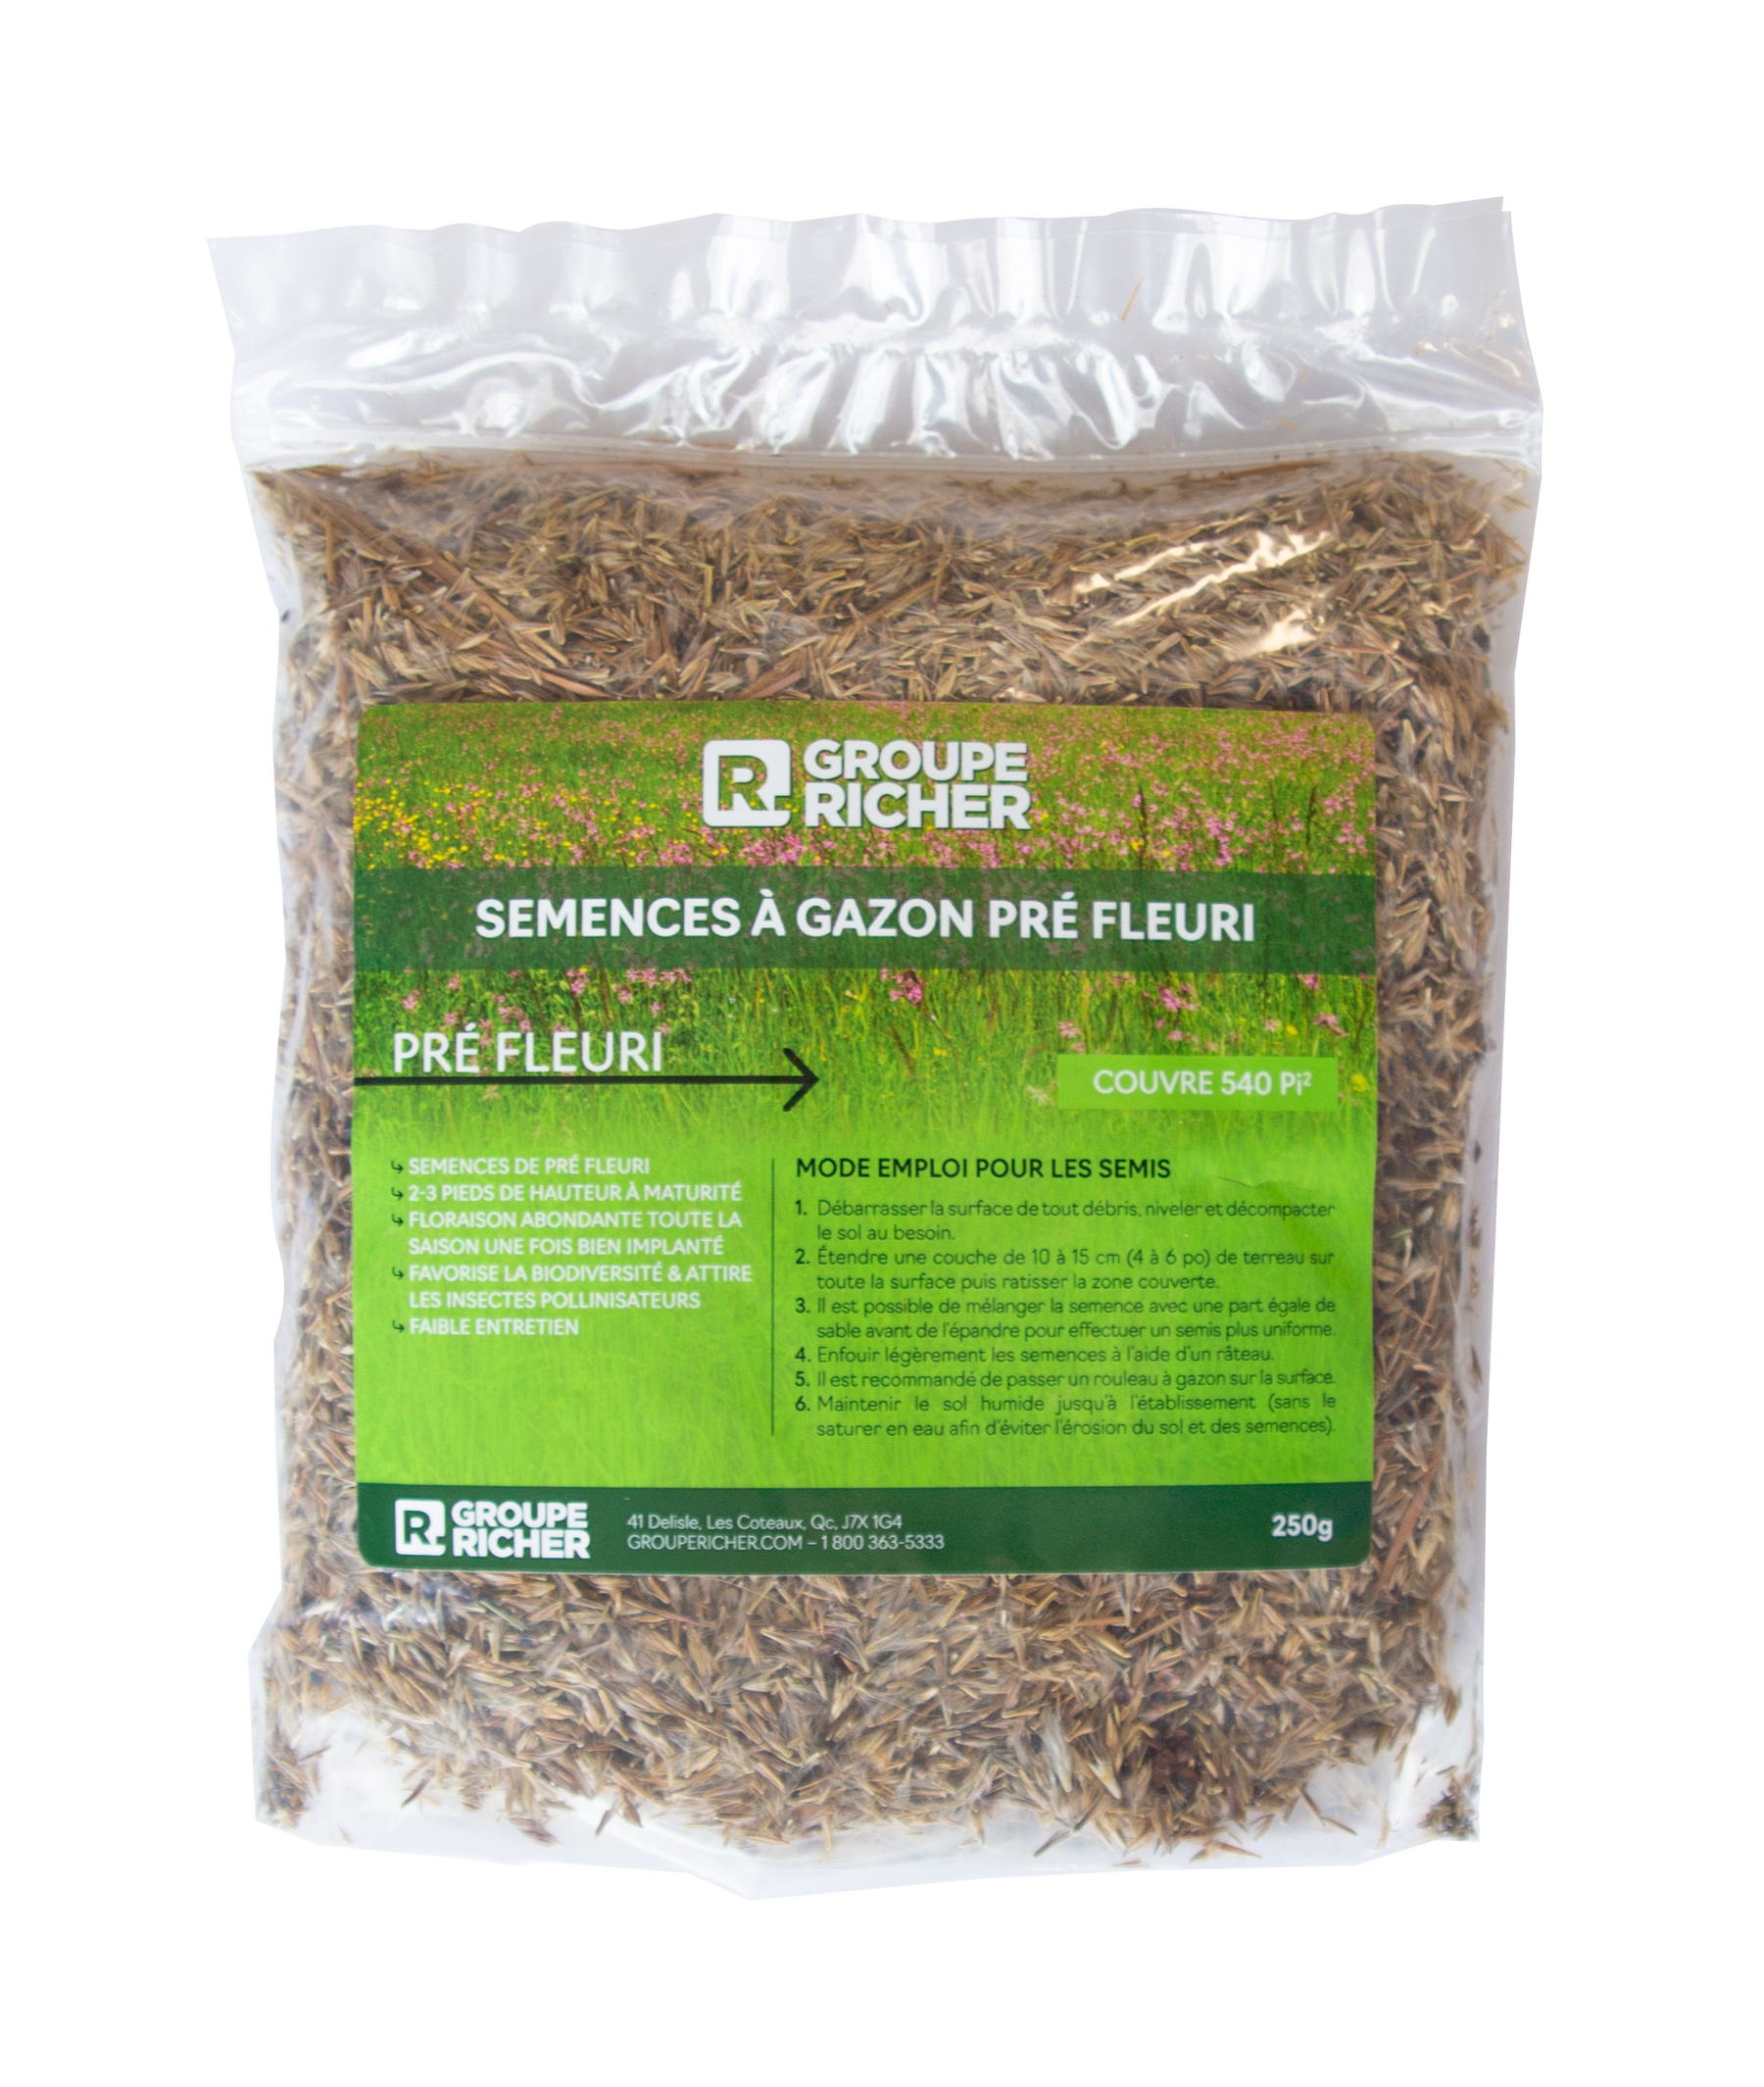 R GROUPE
RICHER
SEMENCES À GAZON PRÉ FLEURI
PRÉ FLEURI
COUVRE 540 Pi²
↳ SEMENCES DE PRÉ FLEURI
↳ 2-3 PIEDS DE HAUTEUR À MATURITÉ
↳ FLORAISON ABONDANTE TOUTE LA
SAISON UNE FOIS BIEN IMPLANTÉ
↳ FAVORISE LA BIODIVERSITÉ & ATTIRE
LES INSECTES POLLINISATEURS
↳ FAIBLE ENTRETIEN
MODE EMPLOI POUR LES SEMIS
1. Débarrasser la surface de tout débris, niveler et décompacter
le sol au besoin.
2. Étendre une couche de 10 à 15 cm (4 à 6 po) de terreau sur
toute la surface puis ratisser la zone couverte.
3. Il est possible de mélanger la semence avec une part égale de
sable avant de l'épandre pour effectuer un semis plus uniforme.
4. Enfouir légèrement les semences à l'aide d'un râteau.
5. Il est recommandé de passer un rouleau à gazon sur la surface.
6. Maintenir le sol humide jusqu'à l'établissement (sans le
saturer en eau afin d'éviter l'érosion du sol et des semences).
R GROUPE
RICHER
41 Delisle, Les Coteaux, Qc, J7X 1G4
GROUPERICHER.COM – 1 800 363-5333
250g